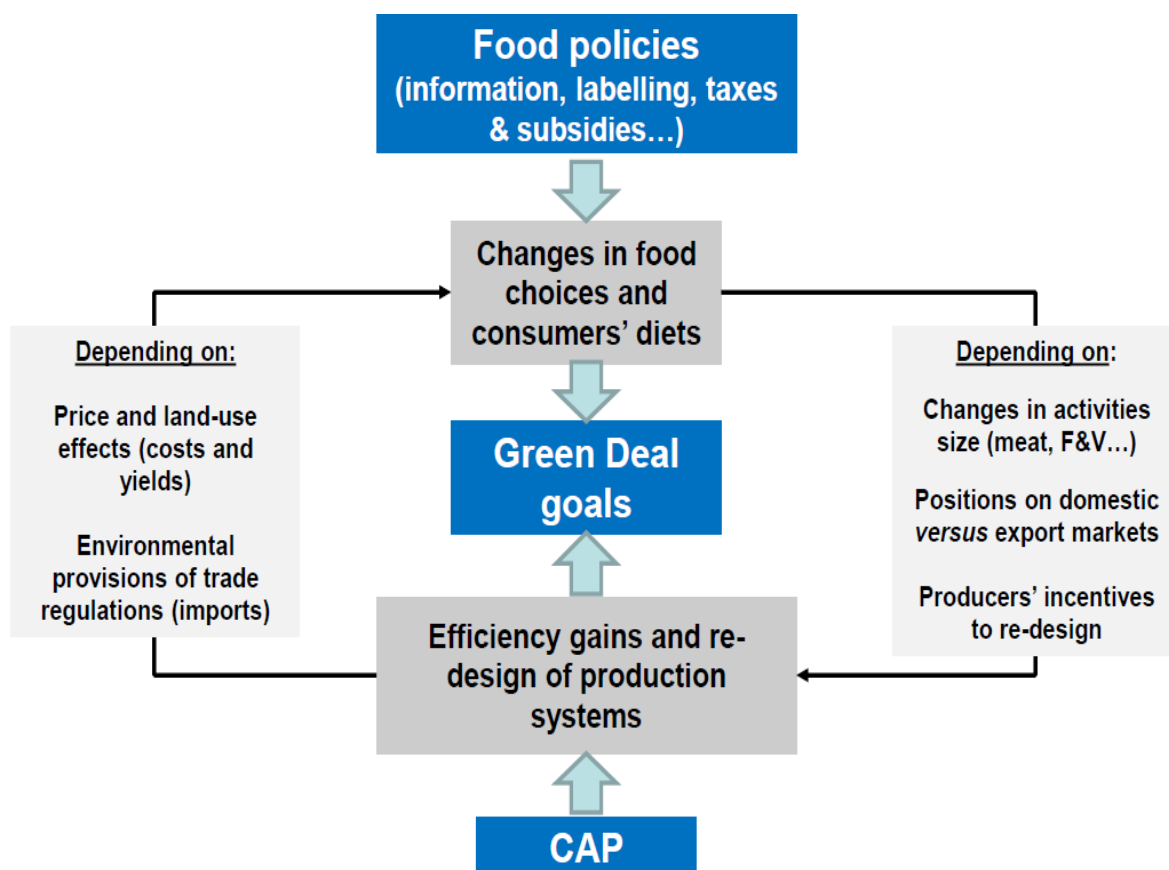 Food policies
(information, labelling, taxes
& subsidies…)
Changes in food
choices and
consumers’ diets
Depending on:
Price and land-use
effects (costs and
yields)
Environmental
provisions of trade
regulations (imports)
Green Deal
goals
Depending on:
Changes in activities
size (meat, F&V…)
Positions on domestic
versus export markets
Producers’ incentives
to re-design
Efficiency gains and re-
design of production
systems
CAP